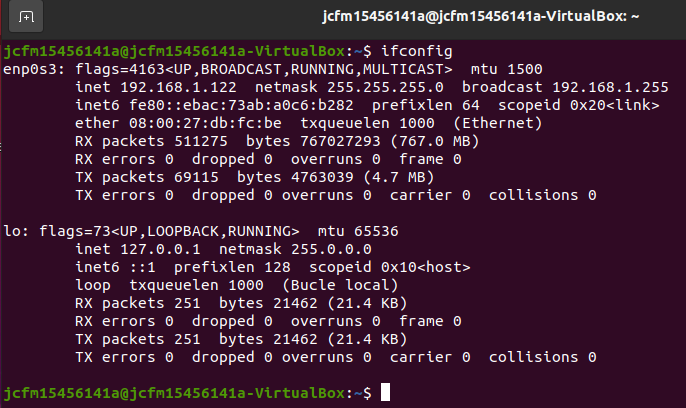 jcfm15456141a@jcfm15456141a-VirtualBox: ~
jcfm15456141a@jcfm15456141a-VirtualBox:~$ ifconfig
enp0s3: flags=4163<UP,BROADCAST,RUNNING,MULTICAST>  mtu 1500
        inet 192.168.1.122  netmask 255.255.255.0  broadcast 192.168.1.255
        inet6 fe80::ebac:73ab:a0c6:b282  prefixlen 64  scopeid 0x20<link>
        ether 08:00:27:db:fc:be  txqueuelen 1000  (Ethernet)
        RX packets 511275  bytes 767027293 (767.0 MB)
        RX errors 0  dropped 0  overruns 0  frame 0
        TX packets 69115  bytes 4763039 (4.7 MB)
        TX errors 0  dropped 0 overruns 0  carrier 0  collisions 0

lo: flags=73<UP,LOOPBACK,RUNNING>  mtu 65536
        inet 127.0.0.1  netmask 255.0.0.0
        inet6 ::1  prefixlen 128  scopeid 0x10<host>
        loop  txqueuelen 1000  (Bucle local)
        RX packets 251  bytes 21462 (21.4 KB)
        RX errors 0  dropped 0  overruns 0  frame 0
        TX packets 251  bytes 21462 (21.4 KB)
        TX errors 0  dropped 0 overruns 0  carrier 0  collisions 0

jcfm15456141a@jcfm15456141a-VirtualBox:~$